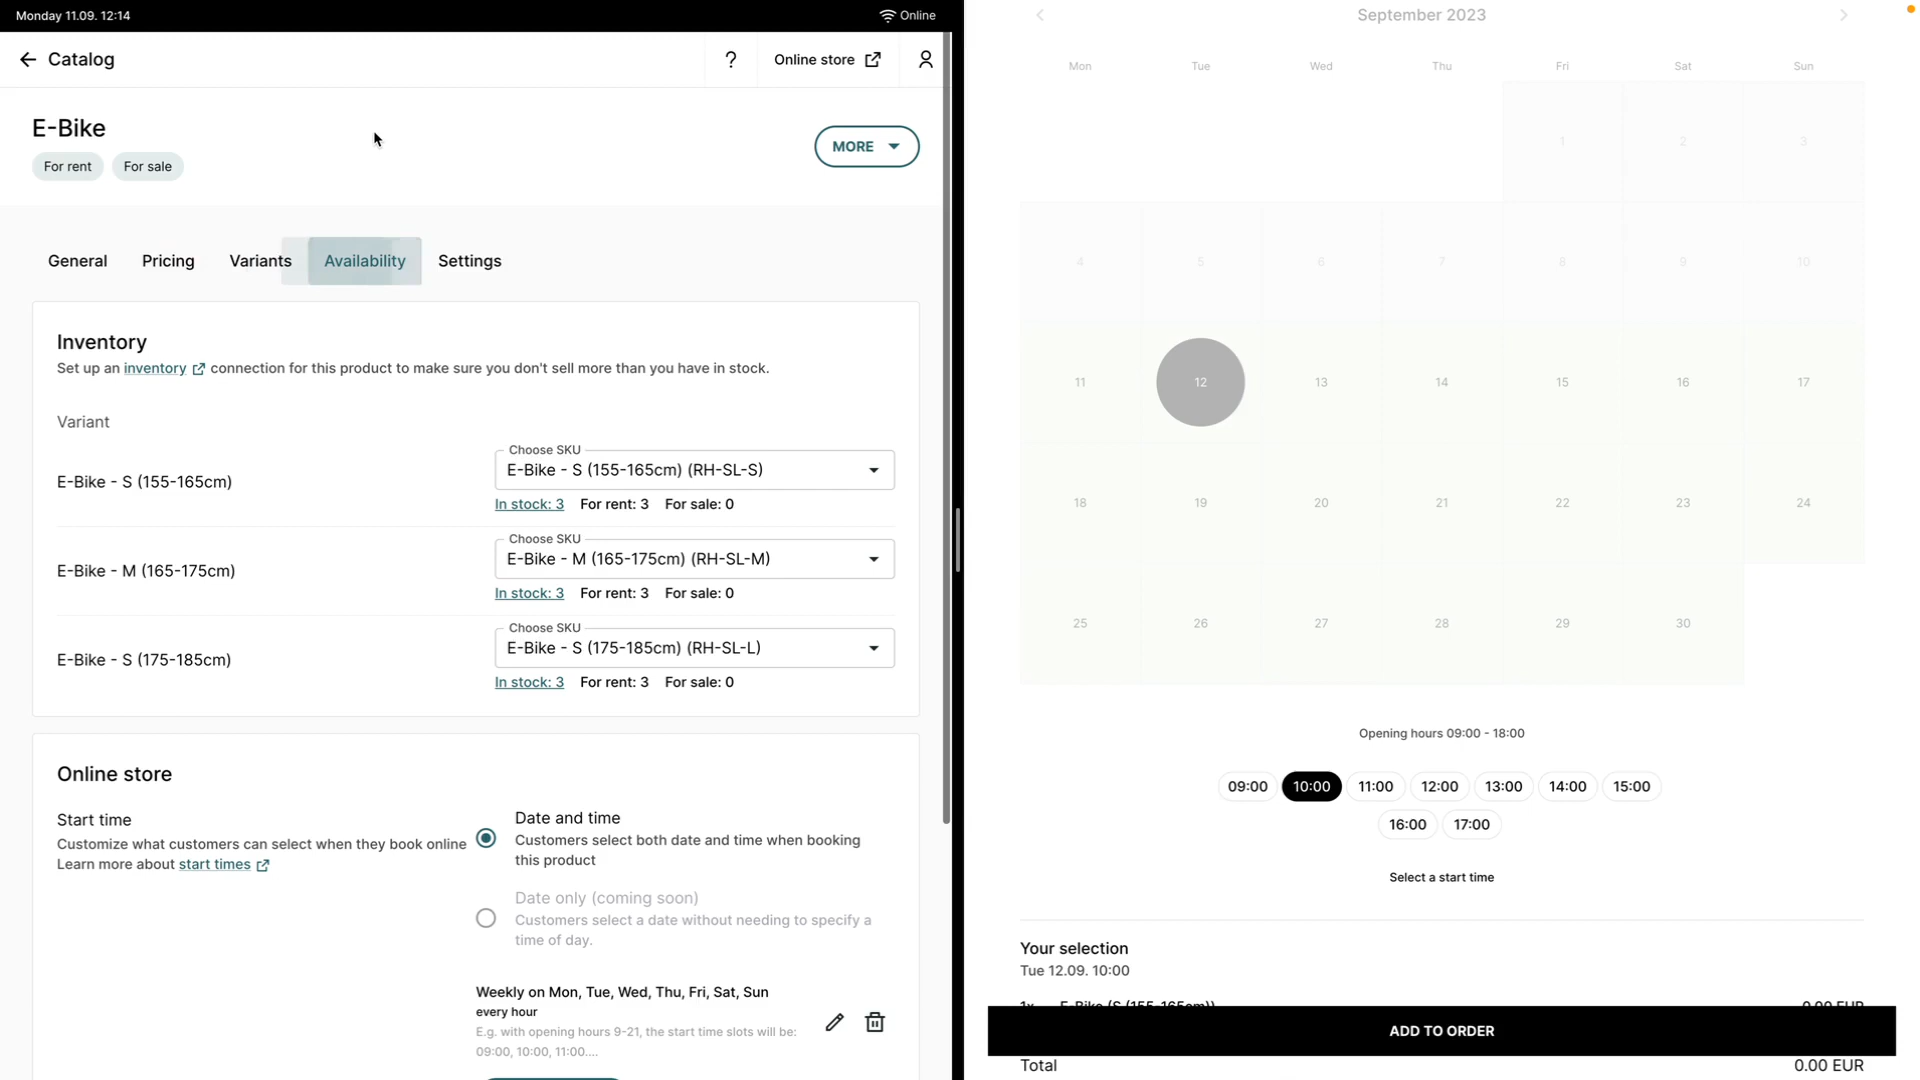 Monday 11.09. 12:14
Online
Catalog
?
Online store
E-Bike
For rent
For sale
MORE
General
Pricing
Variants
Availability
Settings
Inventory
Set up an inventory connection for this product to make sure you don't sell more than you have in stock.
Variant
Choose SKU
E-Bike - S (155-165cm)
E-Bike - S (155-165cm) (RH-SL-S)
In stock: 3 For rent: 3 For sale: 0
Choose SKU
E-Bike - M (165-175cm)
E-Bike - M (165-175cm) (RH-SL-M)
In stock: 3 For rent: 3 For sale: 0
Choose SKU
E-Bike - S (175-185cm)
E-Bike - S (175-185cm) (RH-SL-L)
In stock: 3 For rent: 3 For sale: 0
Online store
Start time
Customize what customers can select when they book online
Learn more about start times
Date and time
Customers select both date and time when booking
this product
Date only (coming soon)
Customers select a date without needing to specify a
time of day.
Weekly on Mon, Tue, Wed, Thu, Fri, Sat, Sun
every hour
E.g. with opening hours 9-21, the start time slots will be:
09:00, 10:00, 11:00....
September 2023
Mon Tue Wed Thu Fri Sat Sun
1 2 3
4 5 6 7 8 9 10
11 12 13 14 15 16 17
18 19 20 21 22 23 24
25 26 27 28 29 30
Opening hours 09:00 - 18:00
09:00 10:00 11:00 12:00 13:00 14:00 15:00
16:00 17:00
Select a start time
Your selection
Tue 12.09. 10:00
1x E-Bike (S (155-165cm)) 0.00 EUR
ADD TO ORDER
Total 0.00 EUR